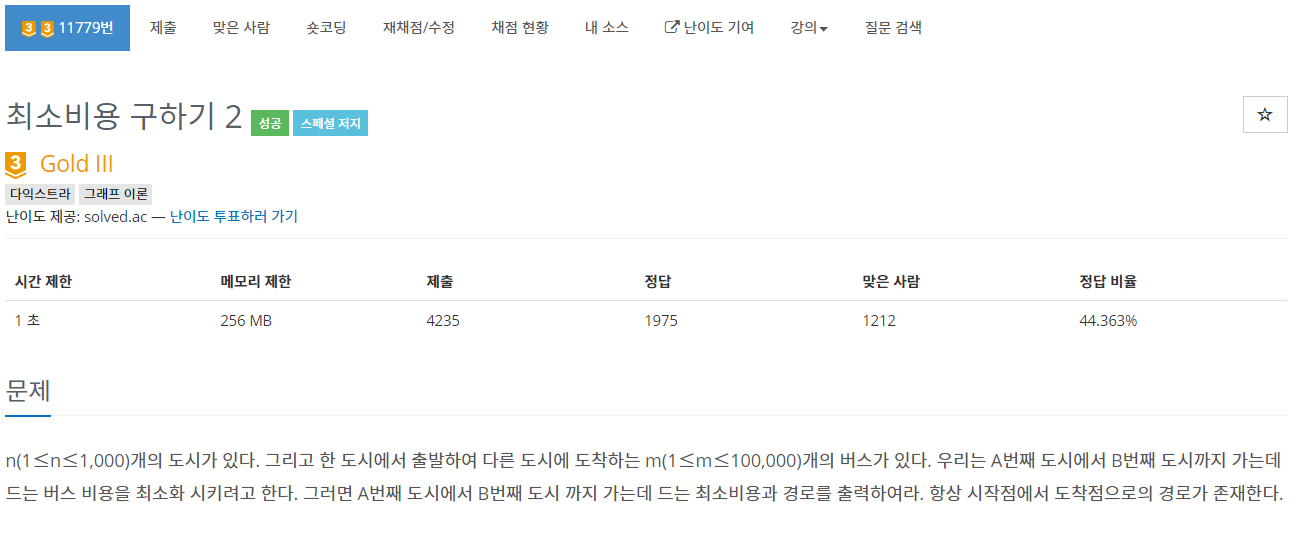 3 3 11779번 제출 맞은 사람 숏코딩 재채점/수정 채점 현황 내 소스 난이도 기여 강의 질문 검색
최소비용 구하기 2 성공 스페셜 저지
3 Gold III
다익스트라 그래프 이론
난이도 제공: solved.ac — 난이도 투표하러 가기
시간 제한 메모리 제한 제출 정답 맞은 사람 정답 비율
1 초 256 MB 4235 1975 1212 44.363%
문제
n(1≤n≤1,000)개의 도시가 있다. 그리고 한 도시에서 출발하여 다른 도시에 도착하는 m(1≤m≤100,000)개의 버스가 있다. 우리는 A번째 도시에서 B번째 도시까지 가는데
드는 버스 비용을 최소화 시키려고 한다. 그러면 A번째 도시에서 B번째 도시 까지 가는데 드는 최소비용과 경로를 출력하여라. 항상 시작점에서 도착점으로의 경로가 존재한다.